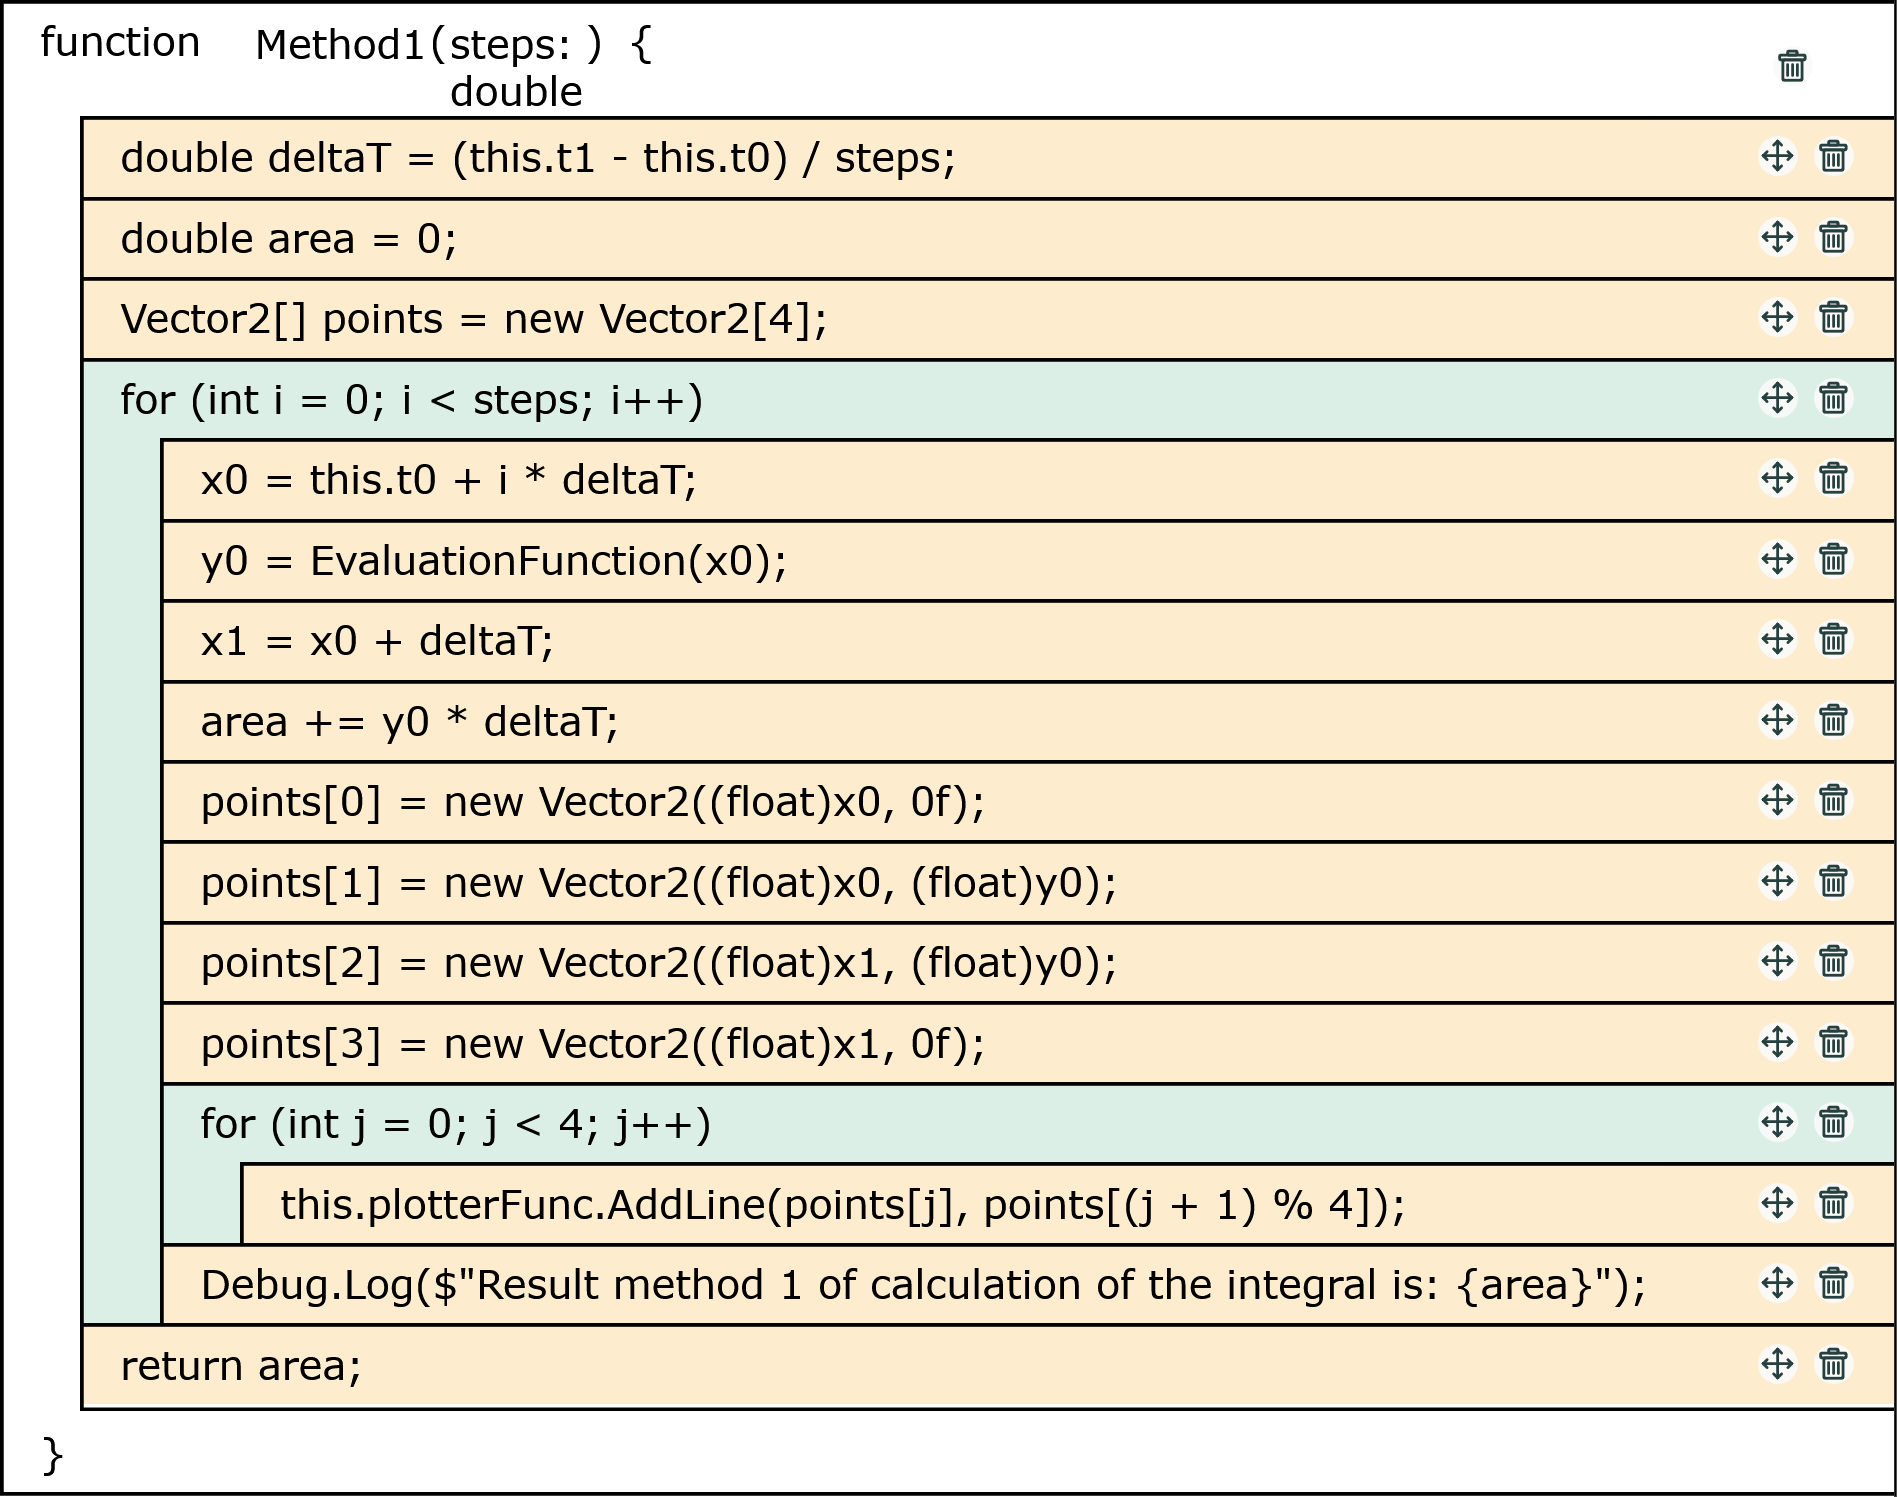 function Method1(steps: ) {
double
double deltaT = (this.t1 - this.t0) / steps;
double area = 0;
Vector2[] points = new Vector2[4];
for (int i = 0; i < steps; i++)
x0 = this.t0 + i * deltaT;
y0 = EvaluationFunction(x0);
x1 = x0 + deltaT;
area += y0 * deltaT;
points[0] = new Vector2((float)x0, 0f);
points[1] = new Vector2((float)x0, (float)y0);
points[2] = new Vector2((float)x1, (float)y0);
points[3] = new Vector2((float)x1, 0f);
for (int j = 0; j < 4; j++)
this.plotterFunc.AddLine(points[j], points[(j + 1) % 4]);
Debug.Log($"Result method 1 of calculation of the integral is: {area}");
return area;
}